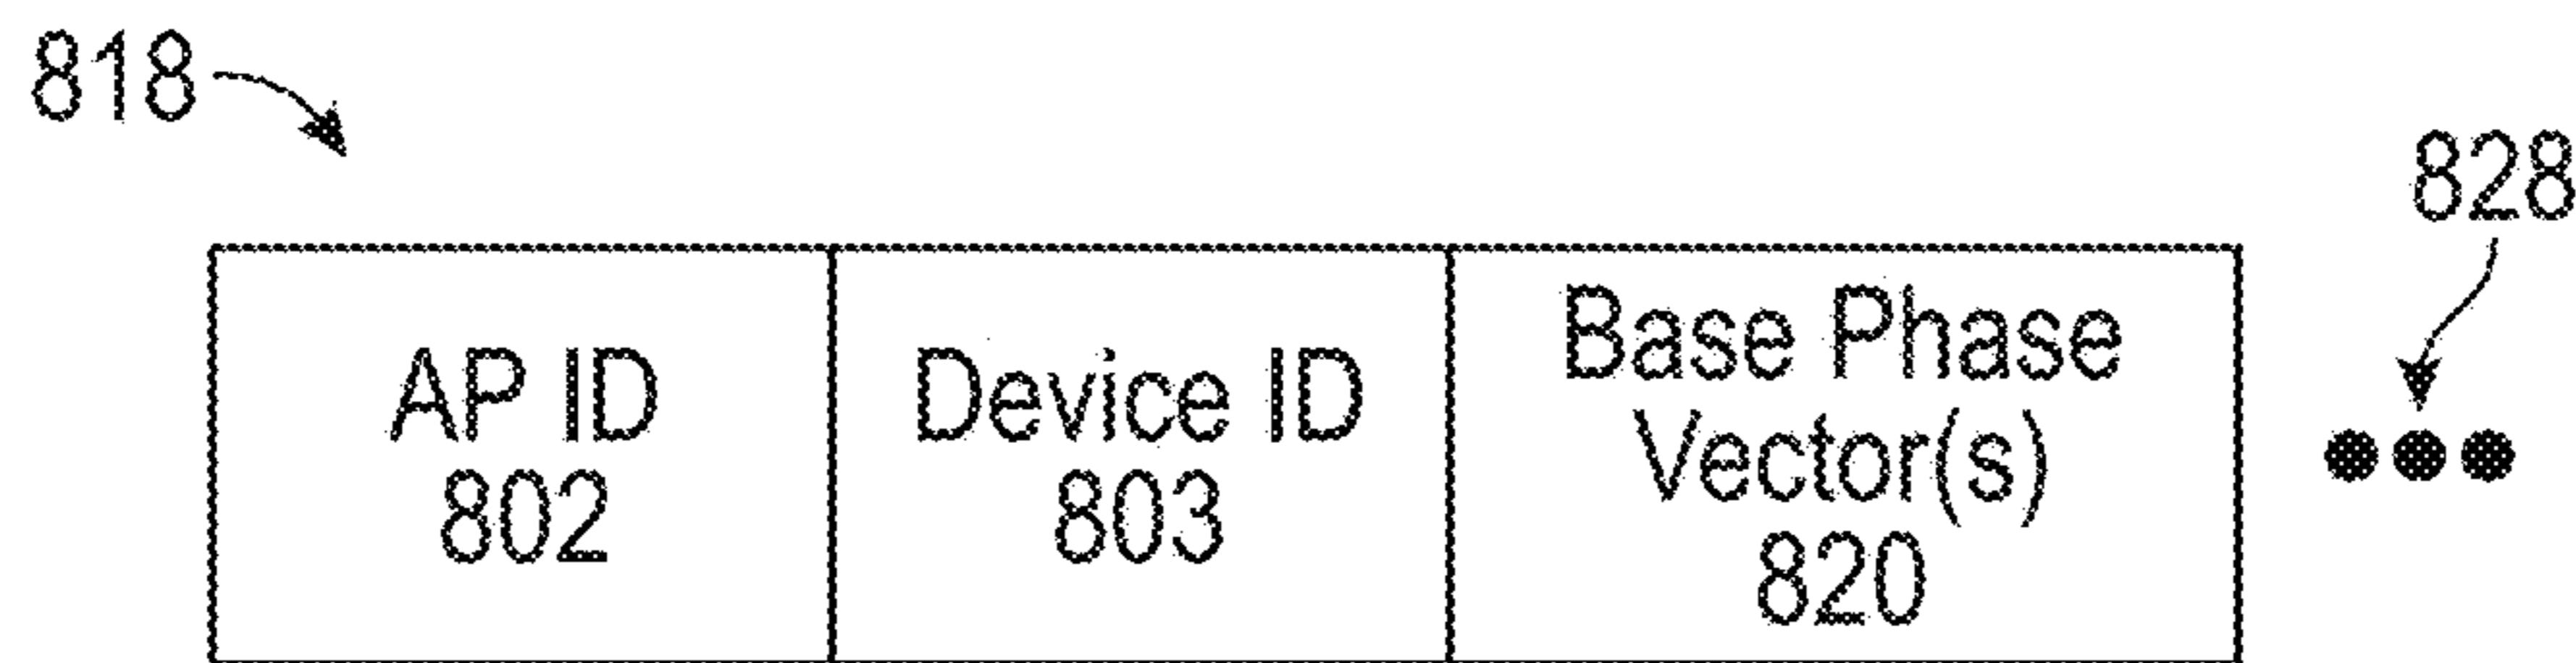 818
828
AP ID
802
Device ID
803
Base Phase
Vector(s)
820